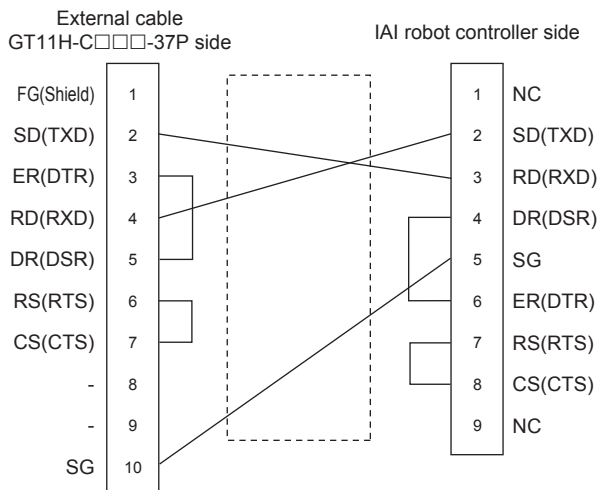 External cable
GT11H-C□□□-37P side
IAI robot controller side
FG(Shield) 1
SD(TXD) 2
ER(DTR) 3
RD(RXD) 4
DR(DSR) 5
RS(RTS) 6
CS(CTS) 7
- 8
- 9
SG 10
1 NC
2 SD(TXD)
3 RD(RXD)
4 DR(DSR)
5 SG
6 ER(DTR)
7 RS(RTS)
8 CS(CTS)
9 NC